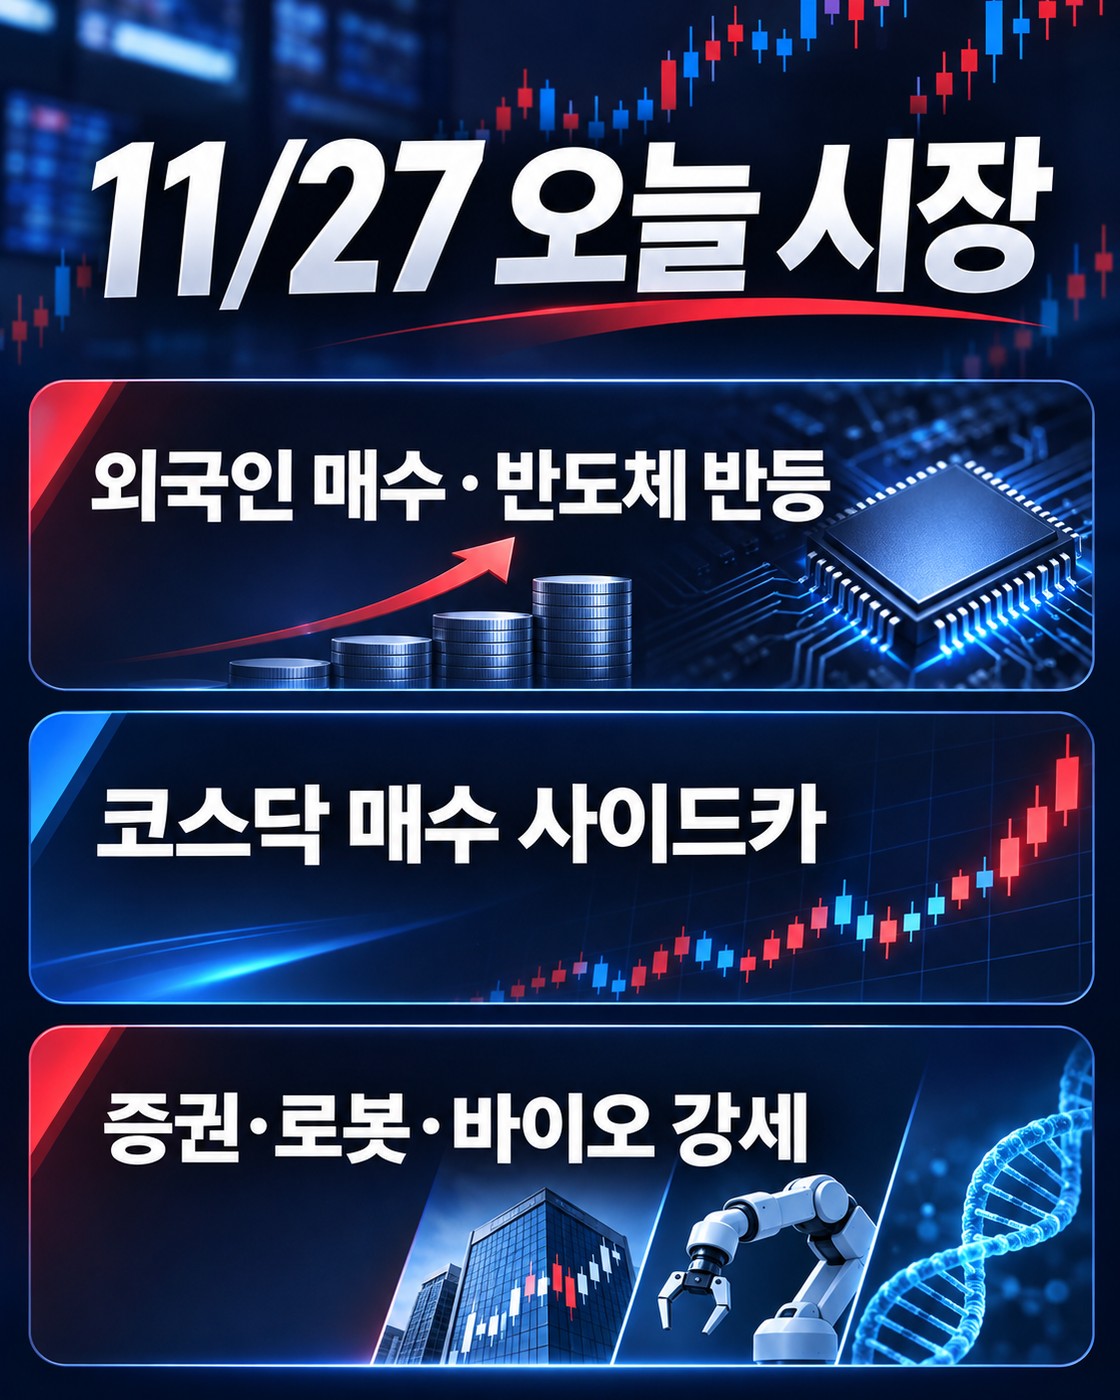 11/27 오늘 시장
외국인 매수 · 반도체 반등
코스닥 매수 사이드카
증권·로봇·바이오 강세